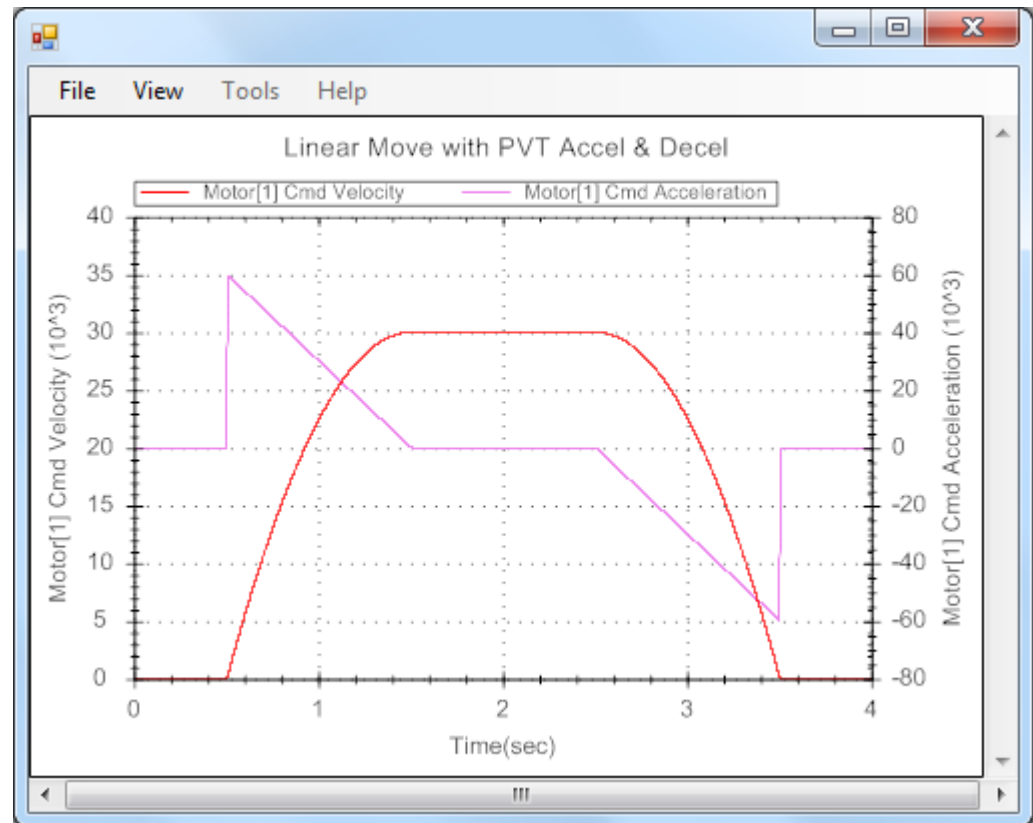 X
File View Tools Help
Linear Move with PVT Accel & Decel
Motor[1] Cmd Velocity Motor[1] Cmd Acceleration
Motor[1] Cmd Velocity (10^3)
40
35
30
25
20
15
10
5
0
80
60
40
20
0
-20
-40
-60
-80
Motor[1] Cmd Acceleration (10^3)
0 1 2 3 4
Time(sec)